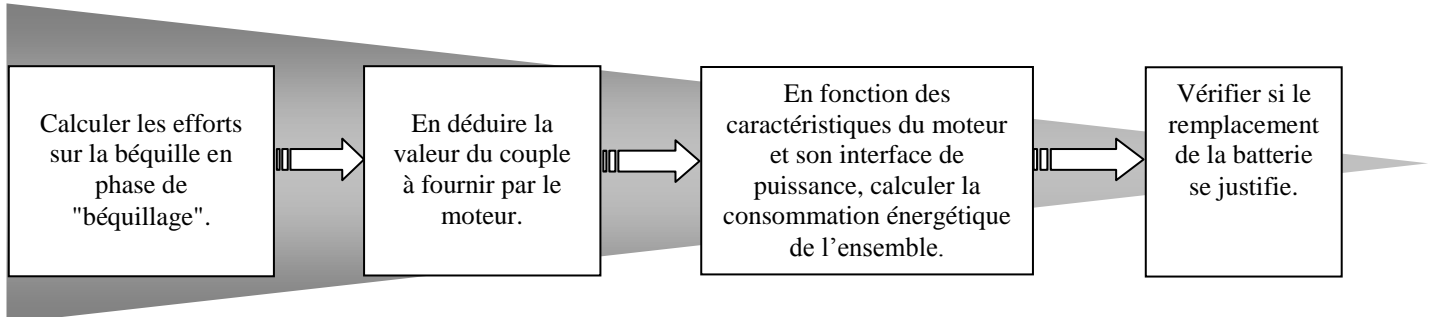 Calculer les efforts
sur la béquille en
phase de
"béquillage".
En déduire la
valeur du couple
à fournir par le
moteur.
En fonction des
caractéristiques du moteur
et son interface de
puissance, calculer la
consommation énergétique
de l’ensemble.
Vérifier si le
remplacement
de la batterie
se justifie.